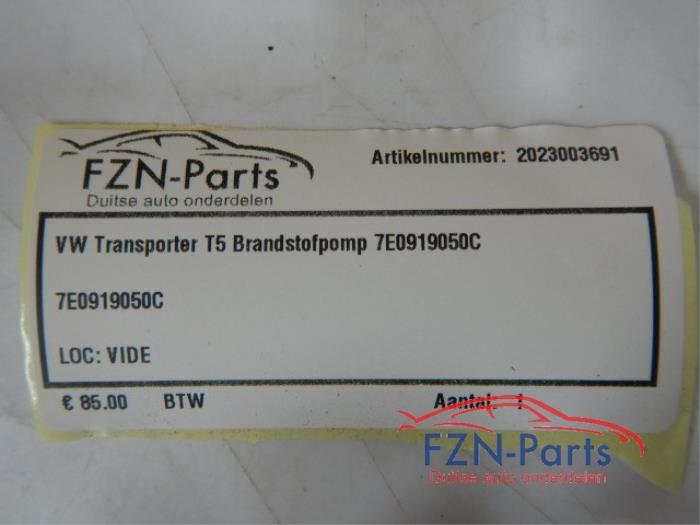 FZN-Parts
Duitse auto onderdelen
Artikelnummer: 2023003691
VW Transporter T5 Brandstofpomp 7E0919050C
7E0919050C
LOC: VIDE
€ 85.00 BTW Aantal: 1
FZN-Parts
Duitse auto onderdelen